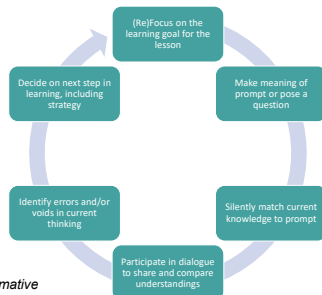 (Re)Focus on the
learning goal for the
lesson
Make meaning of
prompt or pose a
question
Silently match current
knowledge to prompt
Participate in dialogue
to share and compare
understandings
Identify errors and/or
voids in current
thinking
Decide on next step in
learning, including
strategy